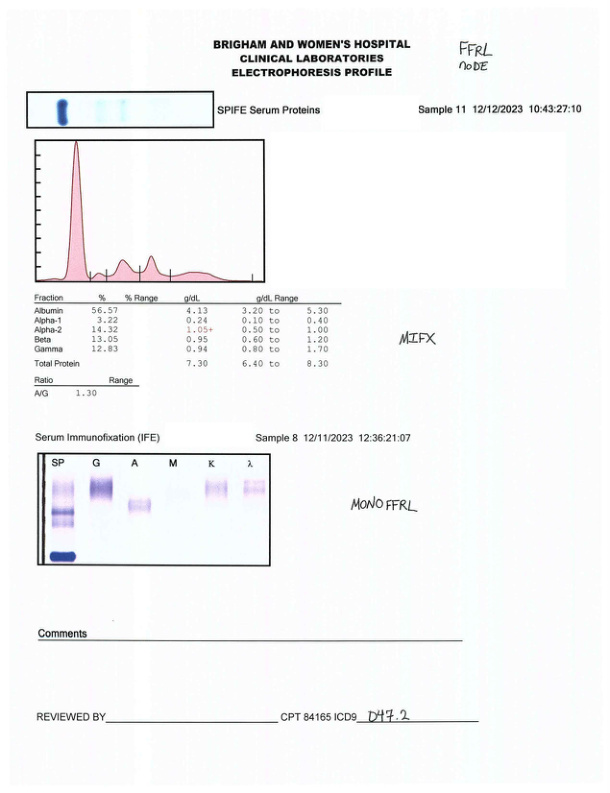 BRIGHAM AND WOMEN'S HOSPITAL
CLINICAL LABORATORIES
ELECTROPHORESIS PROFILE
FFRL
NODE
SPIFE Serum Proteins Sample 11 12/12/2023 10:43:27:10
Fraction % % Range g/dL g/dL Range
Albumin 56.57 4.13 3.20 to 5.30
Alpha-1 3.22 0.24 0.10 to 0.40
Alpha-2 14.32 1.05+ 0.50 to 1.00
Beta 13.05 0.95 0.60 to 1.20
Gamma 12.83 0.94 0.80 to 1.70
Total Protein 7.30 6.40 to 8.30
MIFX
Ratio Range
A/G 1.30
Serum Immunofixation (IFE) Sample 8 12/11/2023 12:36:21:07
SP G A M K λ
MONO FFRL
Comments
REVIEWED BY CPT 84165 ICD9 D47.2